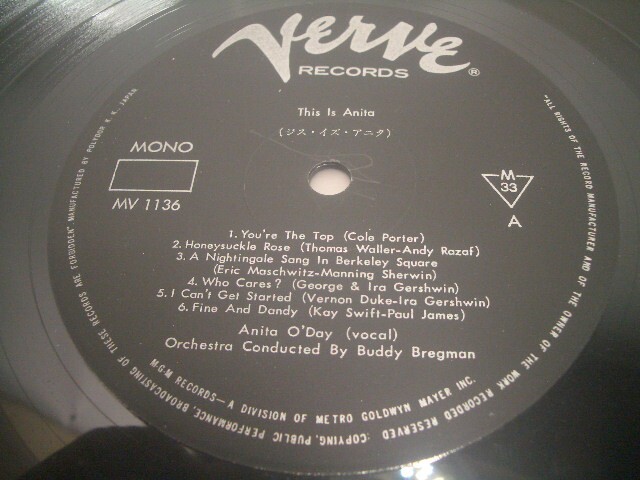 Verve
RECORDS ®
This Is Anita
(ジス・イズ・アニタ)
MONO
MV 1136
M
33
A
1. You're The Top (Cole Porter)
2. Honeysuckle Rose (Thomas Waller-Andy Razaf)
3. A Nightingale Sang In Berkeley Square
(Eric Maschwitz-Manning Sherwin)
4. Who Cares? (George & Ira Gershwin)
5. I Can't Get Started (Vernon Duke-Ira Gershwin)
6. Fine And Dandy (Kay Swift-Paul James)
Anita O'Day (vocal)
Orchestra Conducted By Buddy Bregman
M.G.M RECORDS—A DIVISION OF METRO GOLDWYN MAYER INC.
"ALL RIGHTS OF THE RECORD MANUFACTURER AND OF THE OWNER OF THE WORK RECORDED RESERVED. COPYING, PUBLIC PERFORMANCE, BROADCASTING OF THESE RECORDS ARE FORBIDDEN" MANUFACTURED BY POLYDOR K.K., JAPAN